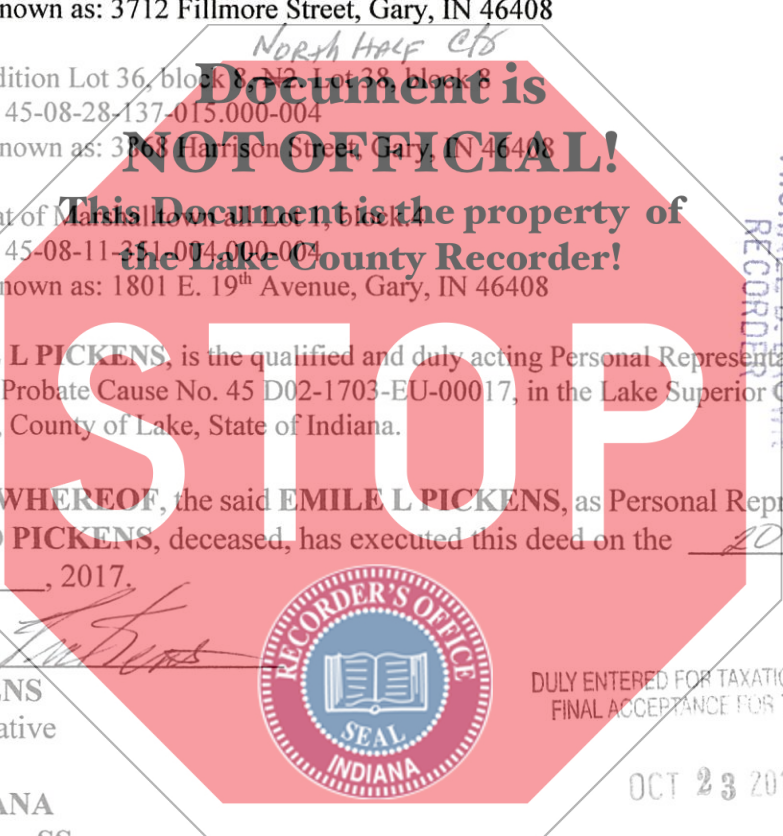 nown as: 3712 Fillmore Street, Gary, IN 46408
NORTH HALF
dition Lot 36, block 8, N2. Lot 38, block 8
Document is
45-08-28-137-015.000-004
NOT OFFICIAL!
nown as: 3868 Harrison Street, Gary, IN 46408
at of Marshalltown all Lot 1, block 4
This Document is the property of
45-08-11-351-004.000-004
the Lake County Recorder!
nown as: 1801 E. 19th Avenue, Gary, IN 46408
RECORDER
L PICKENS, is the qualified and duly acting Personal Representa
Probate Cause No. 45 D02-1703-EU-00017, in the Lake Superior C
, County of Lake, State of Indiana.
STOP
WHEREOF, the said EMILE L PICKENS, as Personal Repr
PICKENS, deceased, has executed this deed on the 20
, 2017.
RECORDER'S OFFICE
SEAL
INDIANA
ENS
ative
DULY ENTERED FOR TAXATIO
FINAL ACCEPTANCE FOR T
OCT 23 201
ANA
SS